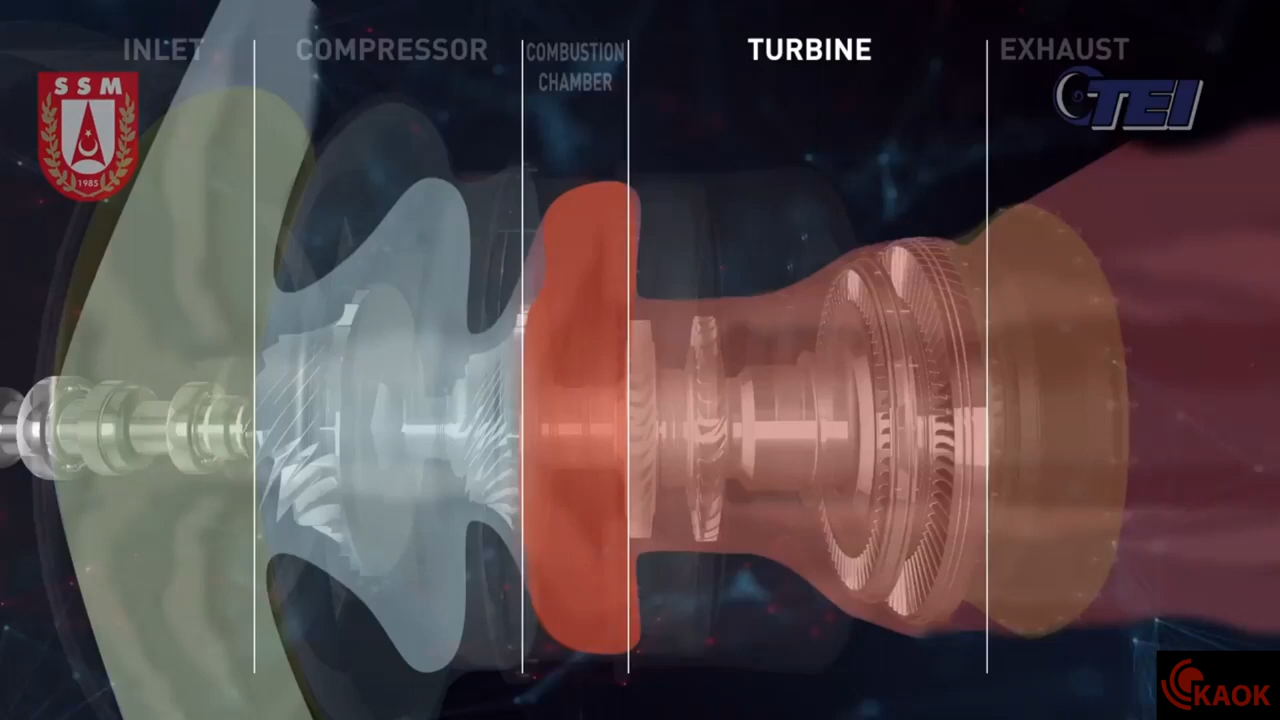 INLET
COMPRESSOR
COMBUSTION
CHAMBER
TURBINE
EXHAUST
SSM
1985
TEI
KAOK